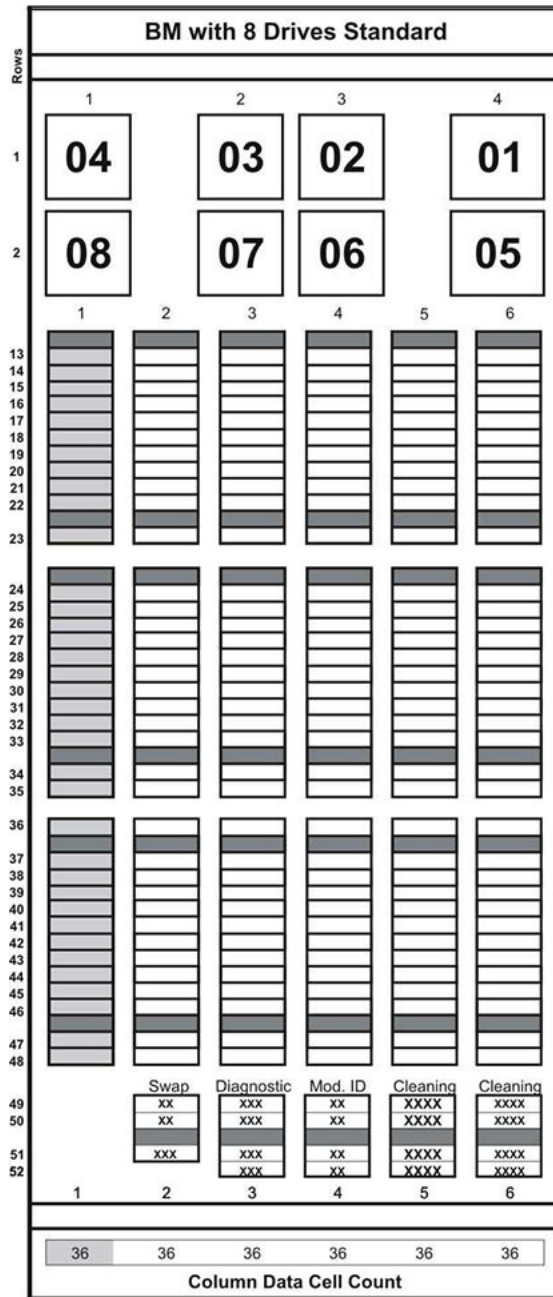 BM with 8 Drives Standard
Rows
1 2 3 4
1 04 03 02 01
2 08 07 06 05
1 2 3 4 5 6
13
14
15
16
17
18
19
20
21
22
23
24
25
26
27
28
29
30
31
32
33
34
35
36
37
38
39
40
41
42
43
44
45
46
47
48
Swap Diagnostic Mod. ID Cleaning Cleaning
49 xx xxx xx xxxx xxxx
50 xx xxx xx xxxx xxxx
51 xxx xxx xx xxxx xxxx
52 xxx xx xxxx xxxx
1 2 3 4 5 6
36 36 36 36 36 36
Column Data Cell Count